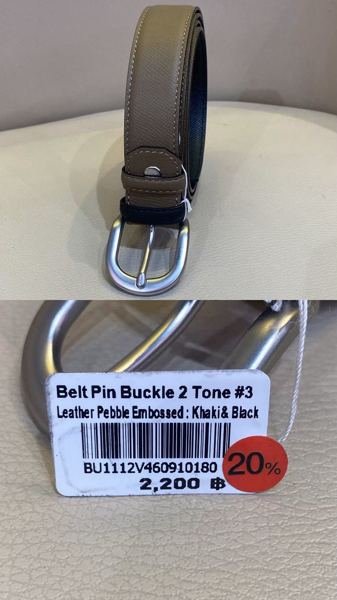 Belt Pin Buckle 2 Tone #3
Leather Pebble Embossed : Khaki & Black
BU1112V460910180
20%
2,200 ฿